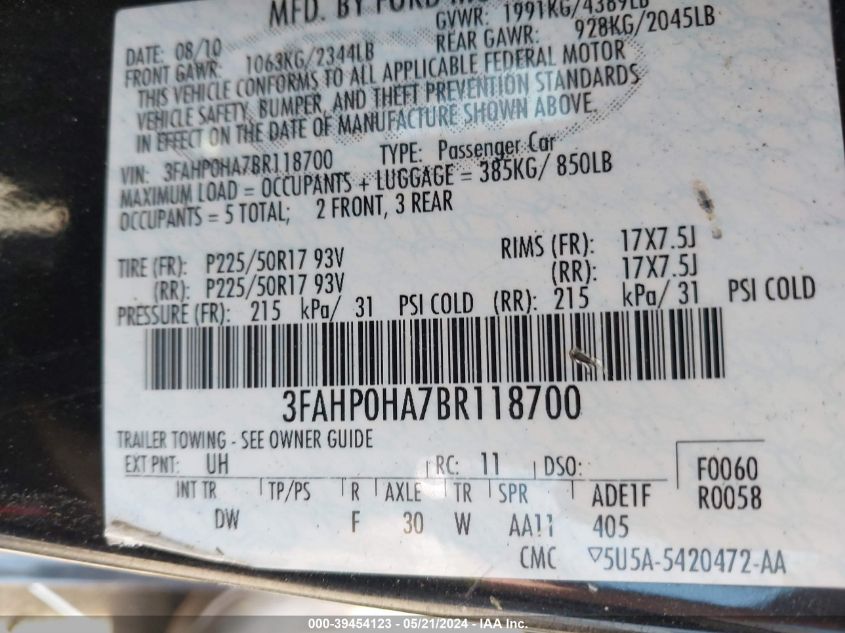 MFD. BY FORD MO
DATE: 08/10 GVWR: 1991KG/4389LB
FRONT GAWR: 1063KG/2344LB REAR GAWR: 928KG/2045LB
THIS VEHICLE CONFORMS TO ALL APPLICABLE FEDERAL MOTOR
VEHICLE SAFETY, BUMPER, AND THEFT PREVENTION STANDARDS
IN EFFECT ON THE DATE OF MANUFACTURE SHOWN ABOVE.
VIN: 3FAHP0HA7BR118700 TYPE: Passenger Car
MAXIMUM LOAD = OCCUPANTS + LUGGAGE = 385KG/ 850LB
OCCUPANTS = 5 TOTAL; 2 FRONT, 3 REAR
TIRE (FR): P225/50R17 93V RIMS (FR): 17X7.5J
(RR): P225/50R17 93V (RR): 17X7.5J
PRESSURE (FR): 215 kPa/ 31 PSI COLD (RR): 215 kPa/ 31 PSI COLD
3FAHP0HA7BR118700
TRAILER TOWING - SEE OWNER GUIDE
EXT PNT: UH RC: 11 DSO: F0060
INT TR TP/PS R AXLE TR SPR ADE1F R0058
DW F 30 W AA11 405
CMC ▽5U5A-5420472-AA
000-39454123 - 05/21/2024 - IAA Inc.